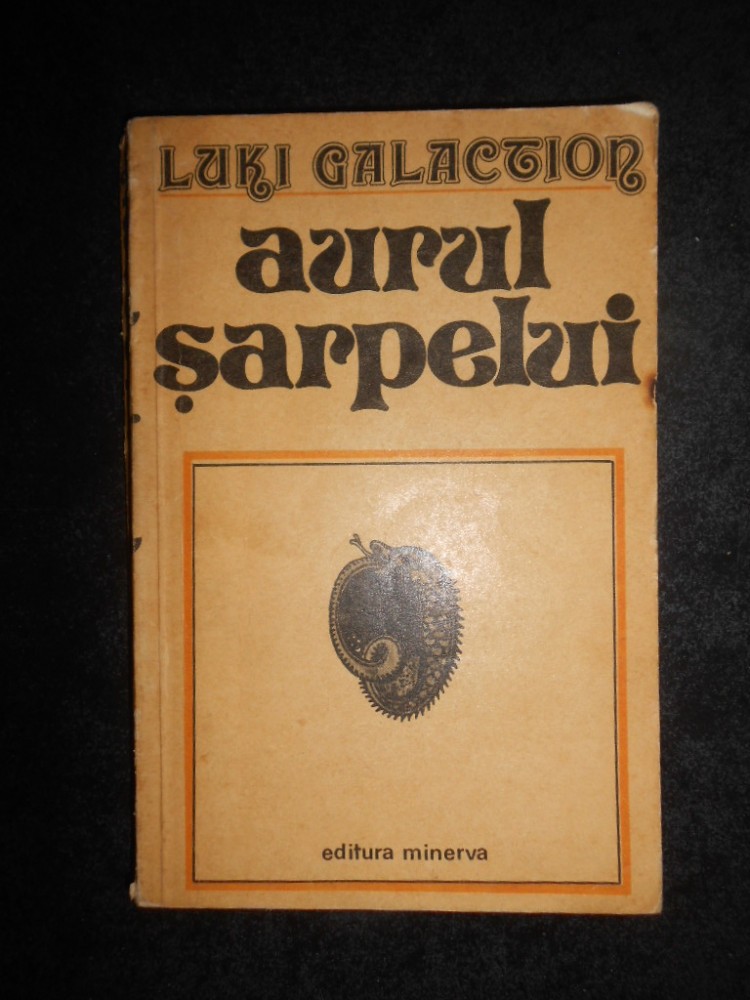 LUKI GALACTION
aurul
șarpelui
editura minerva